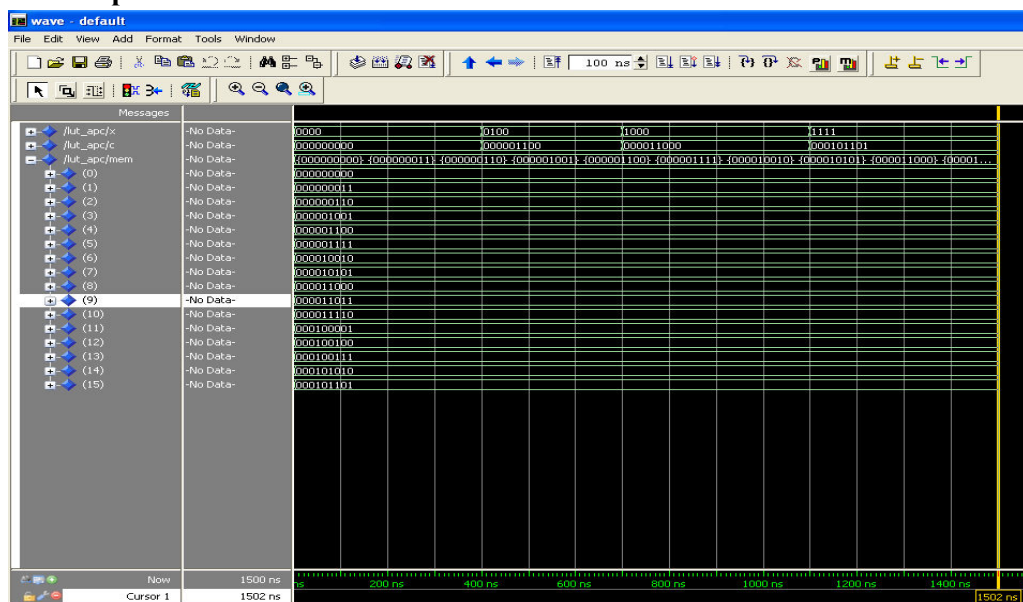 wave - default
File Edit View Add Format Tools Window
100 ns
Messages
/lut_apc/x -No Data- 0000 0100 1000 1111
/lut_apc/c -No Data- 000000000 000001100 000011000 000101101
/lut_apc/mem -No Data- {000000000} {000000011} {000000110} {000001001} {000001100} {000001111} {000010010} {000010101} {000011000} {00001...
(0) -No Data- 000000000
(1) -No Data- 000000011
(2) -No Data- 000000110
(3) -No Data- 000001001
(4) -No Data- 000001100
(5) -No Data- 000001111
(6) -No Data- 000010010
(7) -No Data- 000010101
(8) -No Data- 000011000
(9) -No Data- 000011011
(10) -No Data- 000011110
(11) -No Data- 000100001
(12) -No Data- 000100100
(13) -No Data- 000100111
(14) -No Data- 000101010
(15) -No Data- 000101101
Now 1500 ns ns 200 ns 400 ns 600 ns 800 ns 1000 ns 1200 ns 1400 ns
Cursor 1 1502 ns 1502 ns